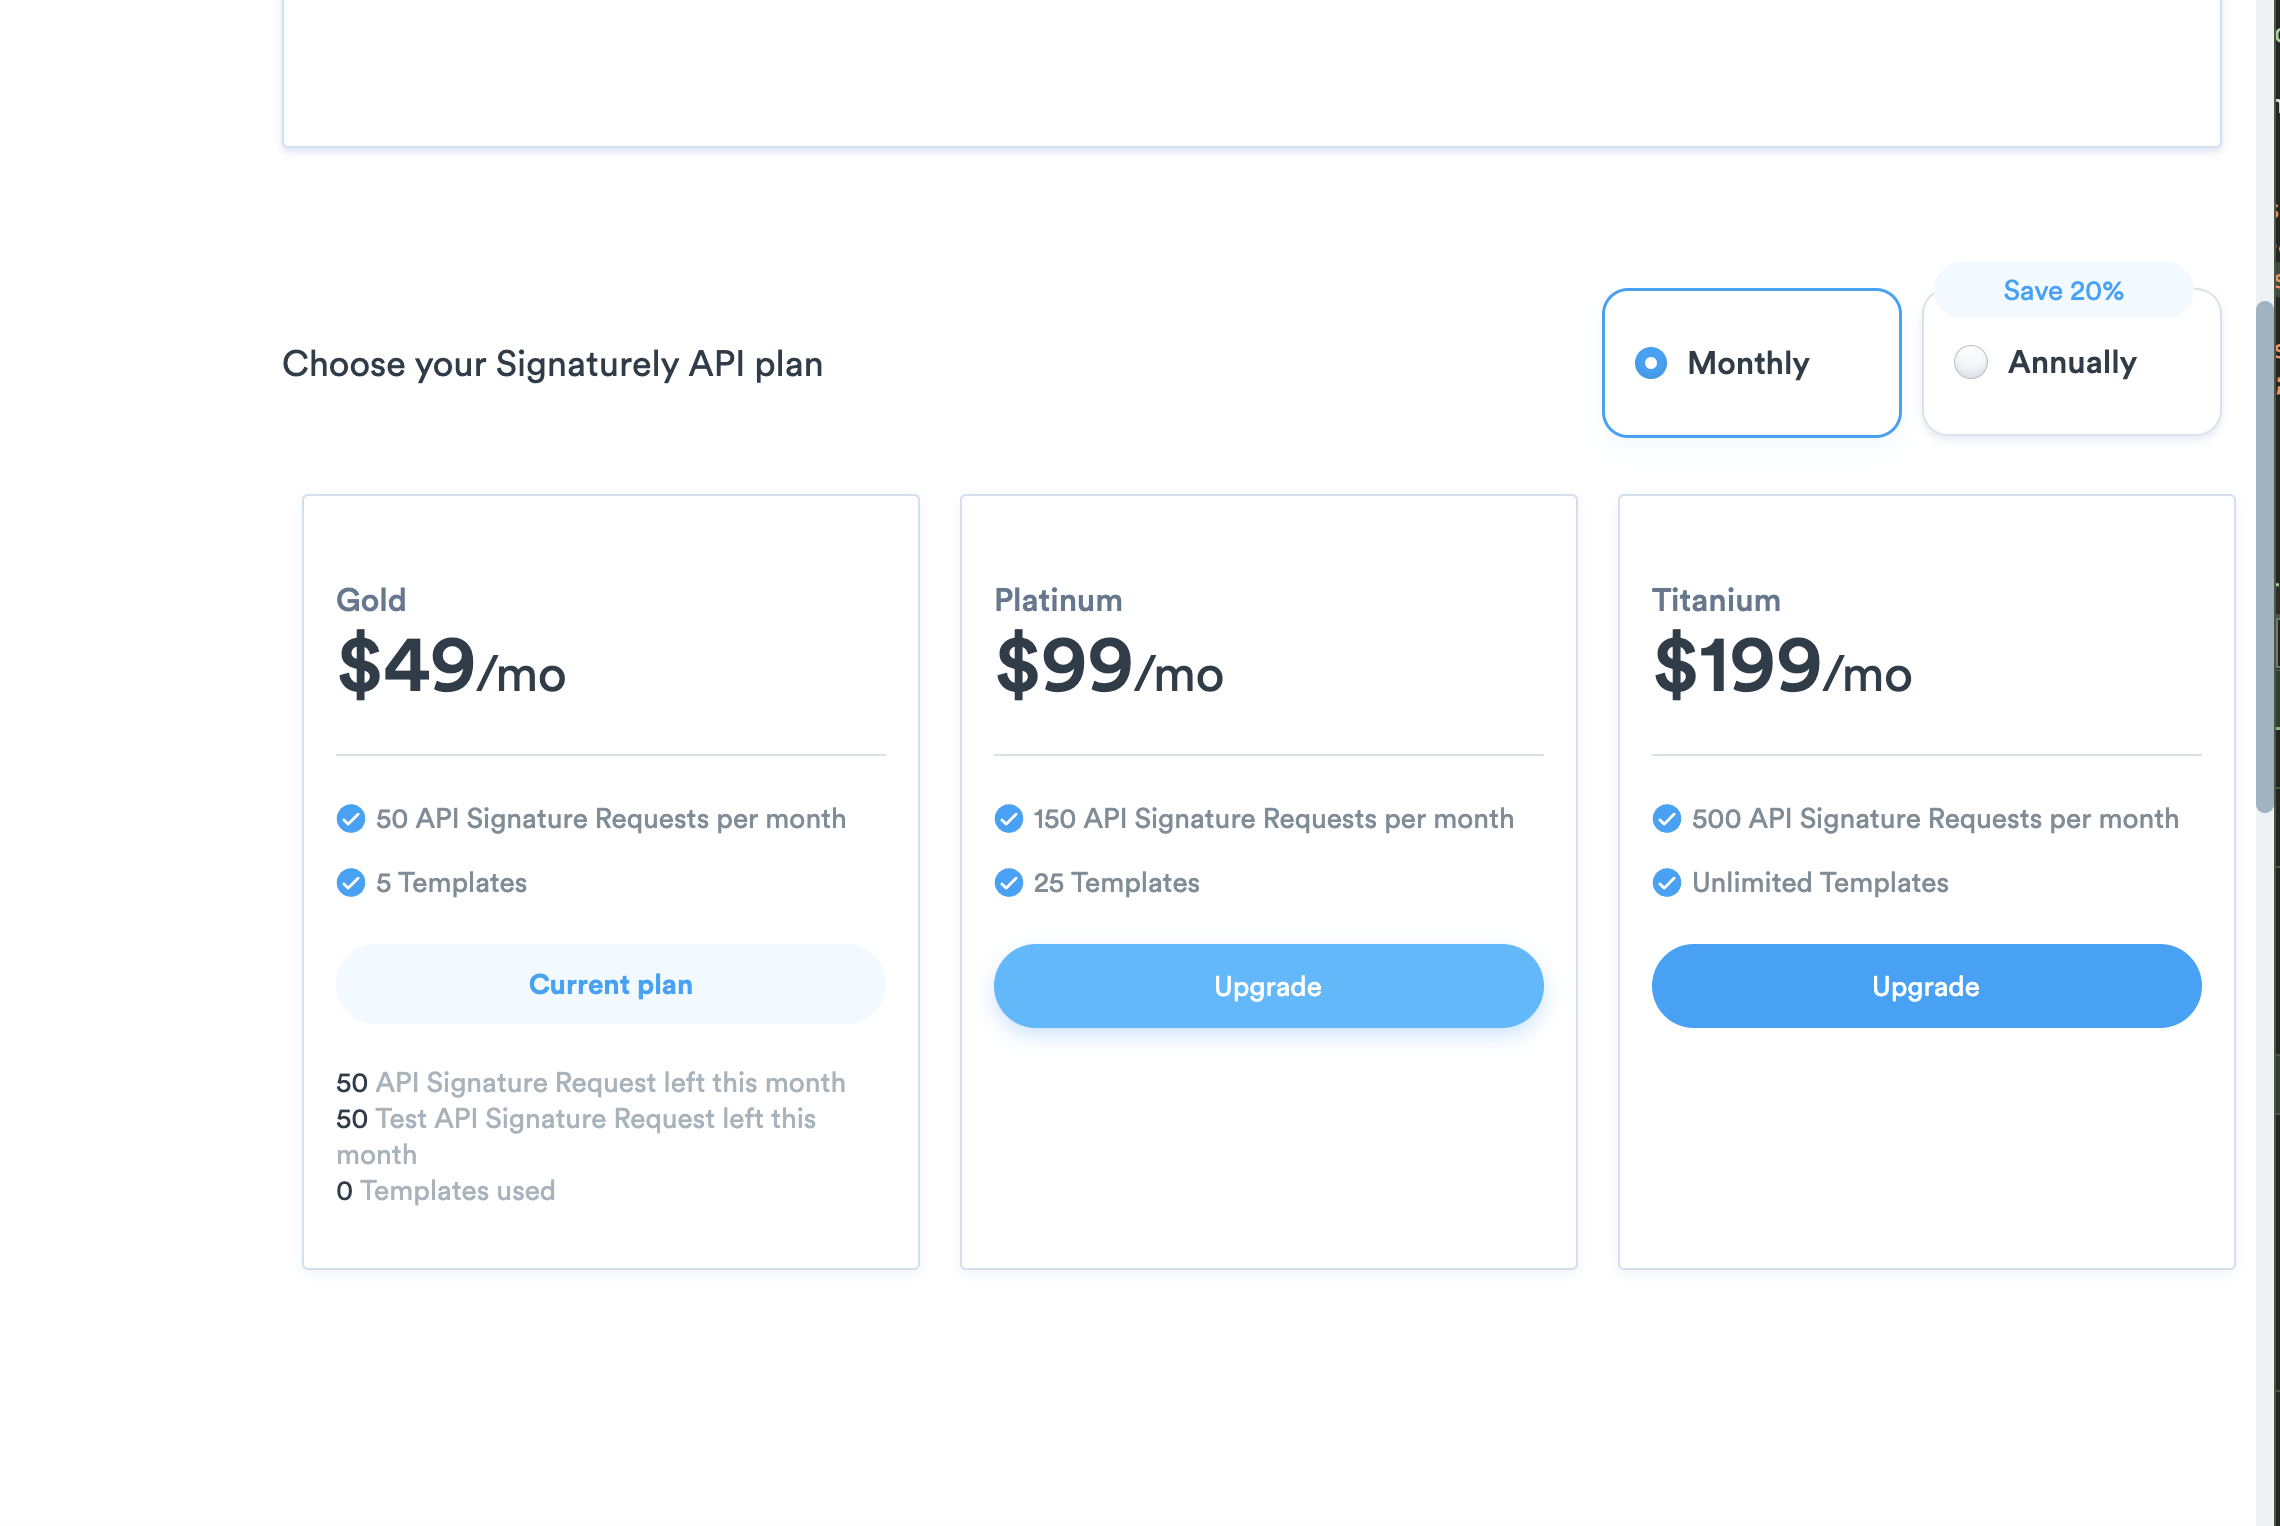 Save 20%
Choose your Signaturely API plan
Monthly
Annually
Gold
$49/mo
50 API Signature Requests per month
5 Templates
Current plan
50 API Signature Request left this month
50 Test API Signature Request left this
month
0 Templates used
Platinum
$99/mo
150 API Signature Requests per month
25 Templates
Upgrade
Titanium
$199/mo
500 API Signature Requests per month
Unlimited Templates
Upgrade